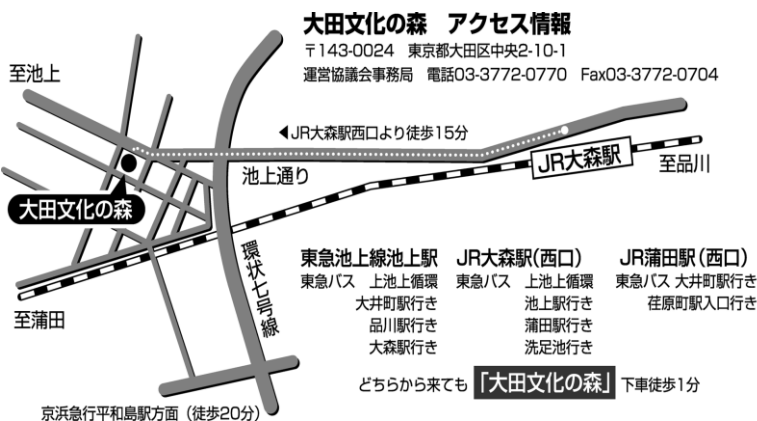 大田文化の森 アクセス情報
〒143-0024 東京都大田区中央2-10-1
運営協議会事務局 電話03-3772-0770 Fax03-3772-0704
至池上
◀JR大森駅西口より徒歩15分
池上通り
JR大森駅
至品川
大田文化の森
環状七号線
至蒲田
京浜急行平和島駅方面（徒歩20分）
東急池上線池上駅
東急バス 上池上循環
大井町駅行き
品川駅行き
大森駅行き
JR大森駅(西口)
東急バス 上池上循環
池上駅行き
蒲田駅行き
洗足池行き
JR蒲田駅(西口)
東急バス 大井町駅行き
荏原町駅入口行き
どちらから来ても「大田文化の森」下車徒歩1分